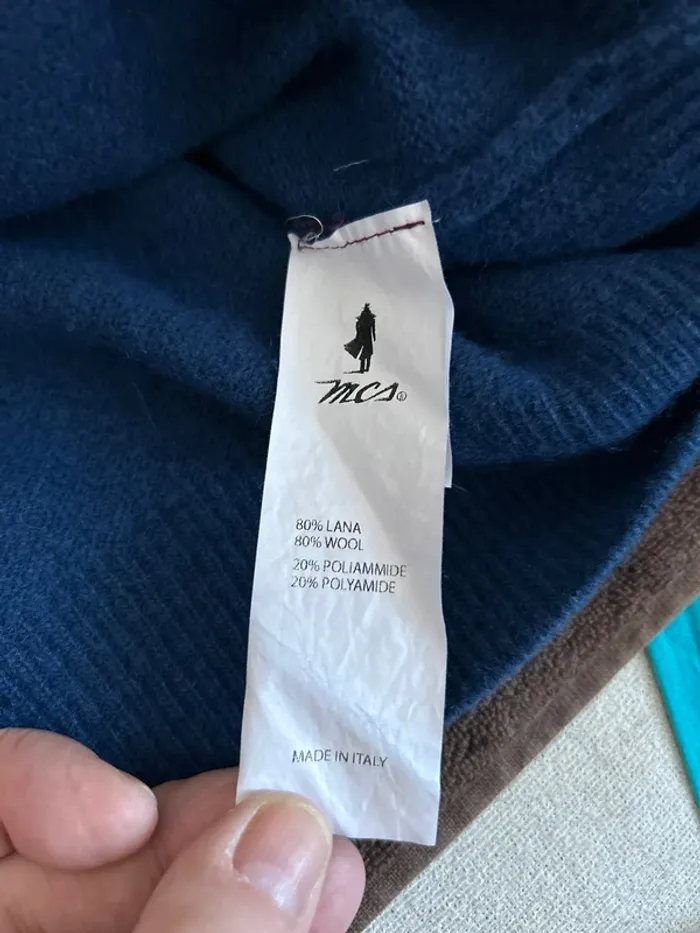 mcs®
80% LANA
80% WOOL
20% POLIAMMIDE
20% POLYAMIDE
MADE IN ITALY